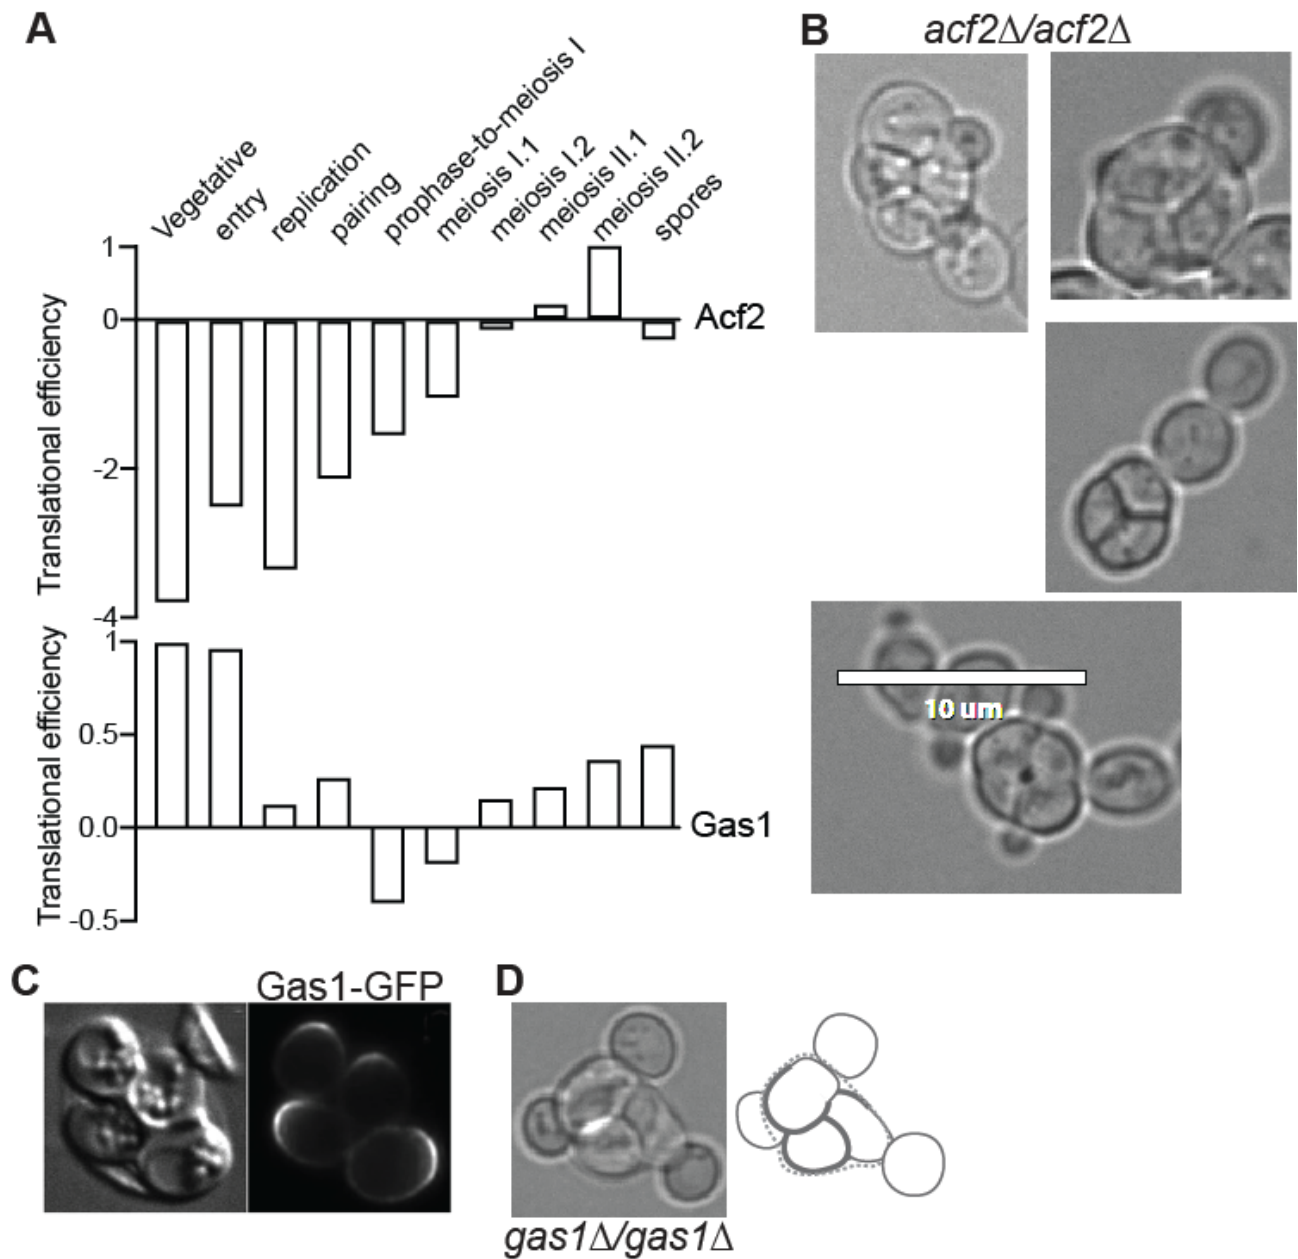 A
Vegetative
entry
replication
pairing
prophase-to-meiosis I
meiosis I.1
meiosis I.2
meiosis II.1
meiosis II.2
spores
Translational efficiency
1
0
-2
-4
Acf2
Translational efficiency
1
0.5
0.0
-0.5
Gas1
B
acf2Δ/acf2Δ
10 um
C
Gas1-GFP
D
gas1Δ/gas1Δ